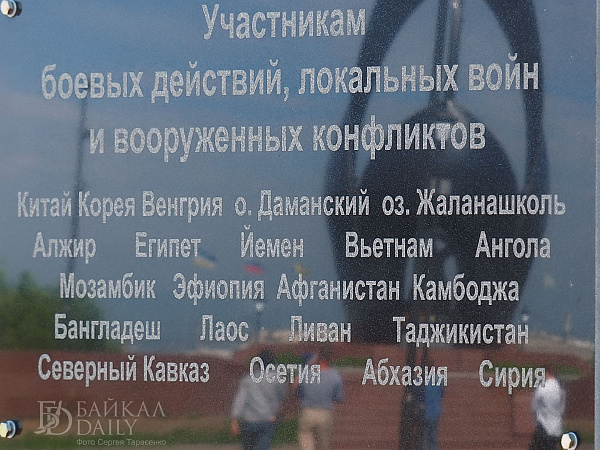 Участникам
боевых действий, локальных войн
и вооруженных конфликтов
Китай Корея Венгрия о. Даманский оз. Жаланашколь
Алжир Египет Йемен Вьетнам Ангола
Мозамбик Эфиопия Афганистан Камбоджа
Бангладеш Лаос Ливан Таджикистан
Северный Кавказ Осетия Абхазия Сирия
БАЙКАЛ
DAILY
Фото Сергея Тарасенко